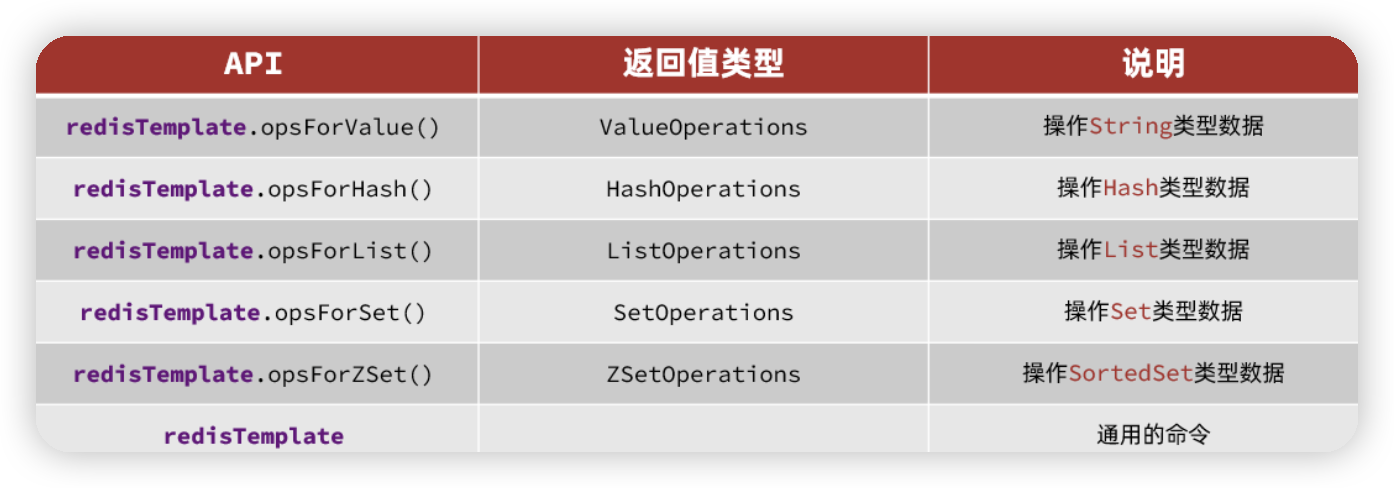 API 返回值类型 说明
redisTemplate.opsForValue() ValueOperations 操作String类型数据
redisTemplate.opsForHash() HashOperations 操作Hash类型数据
redisTemplate.opsForList() ListOperations 操作List类型数据
redisTemplate.opsForSet() SetOperations 操作Set类型数据
redisTemplate.opsForZSet() ZSetOperations 操作SortedSet类型数据
redisTemplate 通用的命令